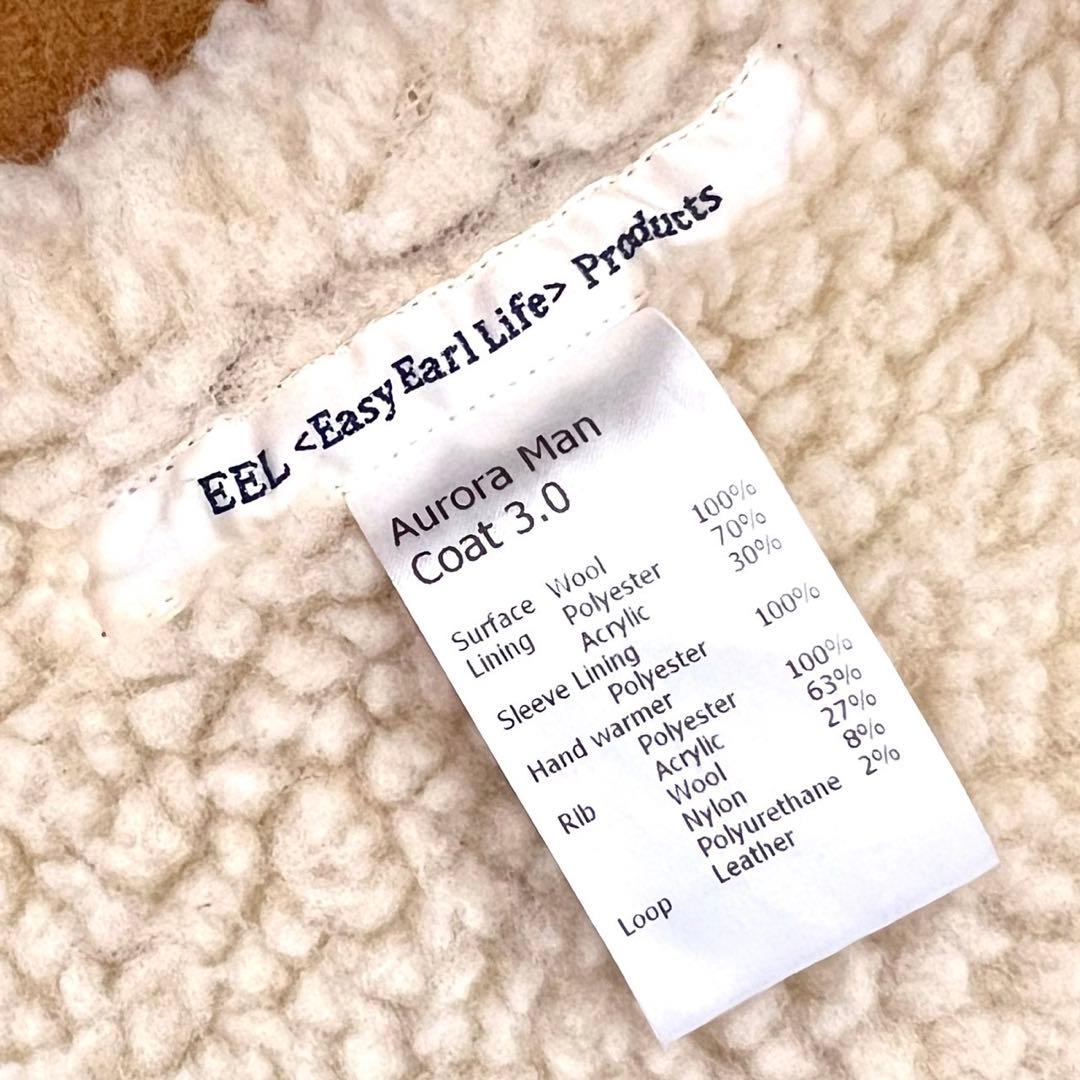 EEL <Easy Earl Life> Products
Aurora Man
Coat 3.0
Surface Wool 100%
Lining Polyester 70%
Acrylic 30%
Sleeve Lining
Polyester 100%
Hand warmer
Polyester 100%
Rib Acrylic 63%
Wool 27%
Nylon 8%
Polyurethane 2%
Loop Leather